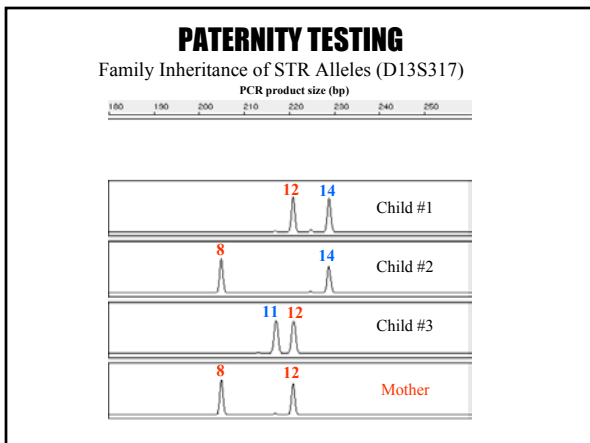 PATERNITY TESTING
Family Inheritance of STR Alleles (D13S317)
PCR product size (bp)
180 190 200 210 220 230 240 250
12 14
Child #1
8 14
Child #2
11 12
Child #3
8 12
Mother